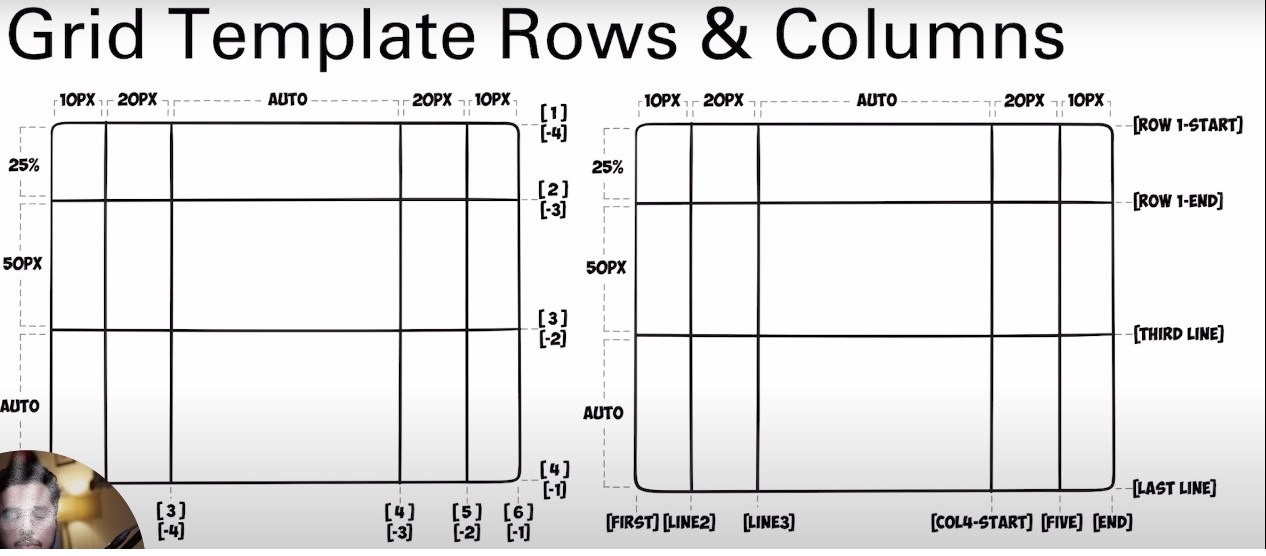 Grid Template Rows & Columns
10PX 20PX AUTO 20PX 10PX
25%
50PX
AUTO
[1]
[-4]
[2]
[-3]
[3]
[-2]
[4]
[-1]
[3] [4] [5] [6]
[-4] [-3] [-2] [-1]
10PX 20PX AUTO 20PX 10PX
25%
50PX
AUTO
[ROW 1-START]
[ROW 1-END]
[THIRD LINE]
[LAST LINE]
[FIRST] [LINE2] [LINE3] [COL4-START] [FIVE] [END]